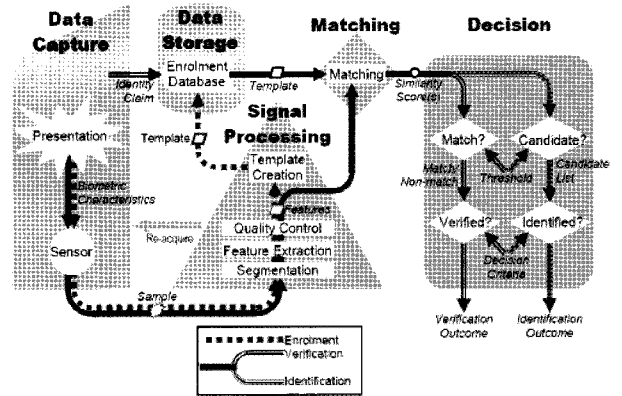 Data
Capture
Data
Storage
Matching
Decision
Enrolment
Database
Identity
Claim
Template
Matching
Similarity
Score(s)
Presentation
Signal
Processing
Template
Template
Creation
Match?
Candidate?
Biometric
Characteristics
Features
Match/
Non-match
Threshold
Candidate
List
Quality Control
Verified?
Identified?
Sensor
Re-acquire
Feature Extraction
Segmentation
Decision
Criteria
Sample
Verification
Outcome
Identification
Outcome
Enrolment
Verification
Identification